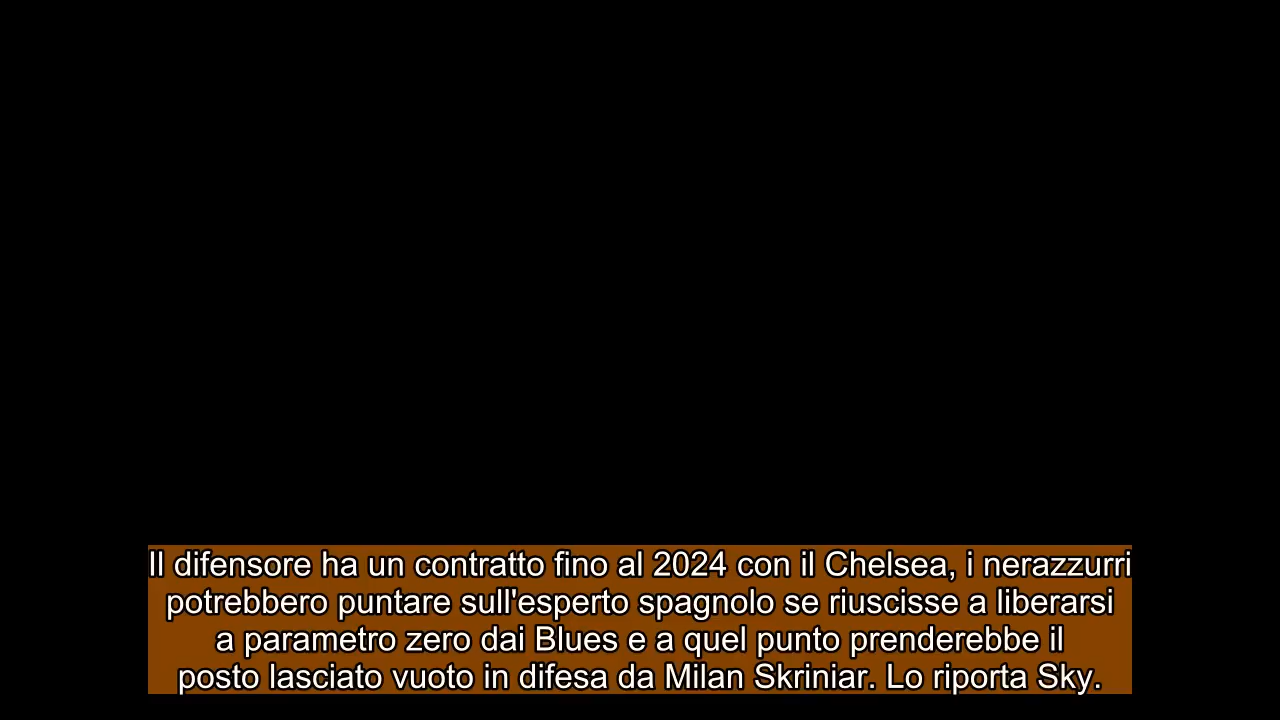 Il difensore ha un contratto fino al 2024 con il Chelsea, i nerazzurri
potrebbero puntare sull'esperto spagnolo se riuscisse a liberarsi
a parametro zero dai Blues e a quel punto prenderebbe il
posto lasciato vuoto in difesa da Milan Skriniar. Lo riporta Sky.